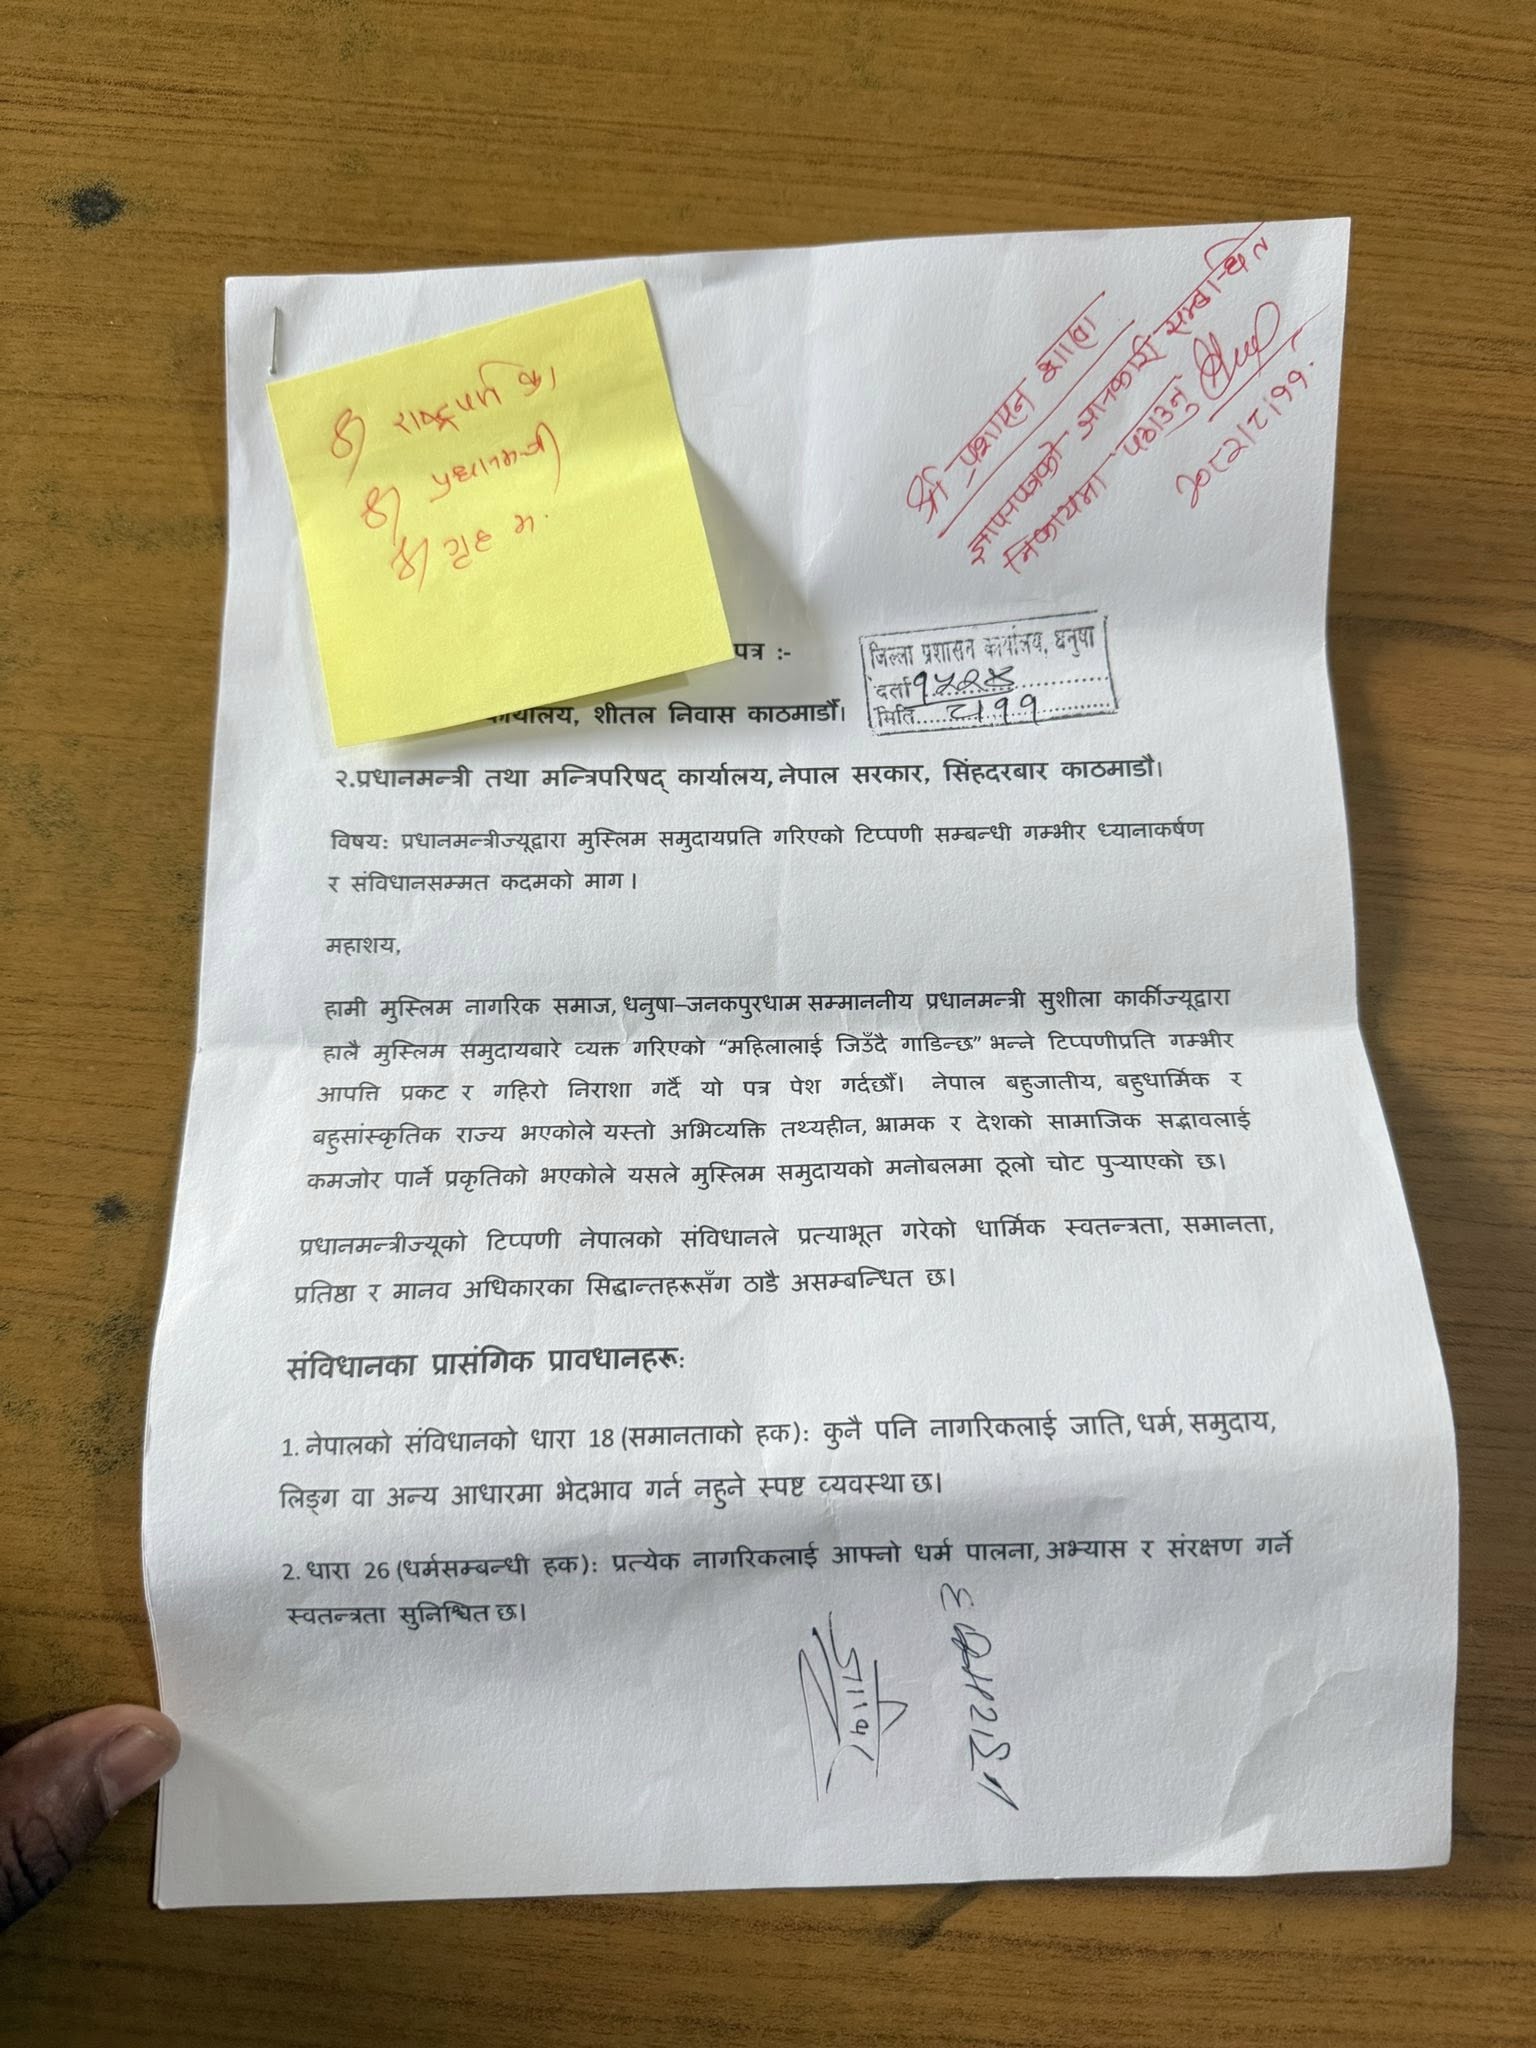 श्री प्रशासन शाखा
ज्ञापनपत्रको जानकारी सम्बन्धित
निकायमा पठाउनु
२०८२।८।११
राष्ट्रपति का
प्रधानमन्त्री
गृह म.
पत्र :-
जिल्ला प्रशासन कार्यालय, धनुषा
दर्ता
मिति ८।११
कार्यालय, शीतल निवास काठमाडौँ।
२.प्रधानमन्त्री तथा मन्त्रिपरिषद् कार्यालय, नेपाल सरकार, सिंहदरबार काठमाडौ।
विषय: प्रधानमन्त्रीज्यूद्वारा मुस्लिम समुदायप्रति गरिएको टिप्पणी सम्बन्धी गम्भीर ध्यानाकर्षण
र संविधानसम्मत कदमको माग ।
महाशय,
हामी मुस्लिम नागरिक समाज, धनुषा–जनकपुरधाम सम्माननीय प्रधानमन्त्री सुशीला कार्कीज्यूद्वारा
हालै मुस्लिम समुदायबारे व्यक्त गरिएको “महिलालाई जिउँदै गाडिन्छ” भन्ने टिप्पणीप्रति गम्भीर
आपत्ति प्रकट र गहिरो निराशा गर्दै यो पत्र पेश गर्दछौं। नेपाल बहुजातीय, बहुधार्मिक र
बहुसांस्कृतिक राज्य भएकोले यस्तो अभिव्यक्ति तथ्यहीन, भ्रामक र देशको सामाजिक सद्भावलाई
कमजोर पार्ने प्रकृतिको भएकोले यसले मुस्लिम समुदायको मनोबलमा ठूलो चोट पुर्‍याएको छ।
प्रधानमन्त्रीज्यूको टिप्पणी नेपालको संविधानले प्रत्याभूत गरेको धार्मिक स्वतन्त्रता, समानता,
प्रतिष्ठा र मानव अधिकारका सिद्धान्तहरूसँग ठाडै असम्बन्धित छ।
संविधानका प्रासंगिक प्रावधानहरू:
1. नेपालको संविधानको धारा 18 (समानताको हक): कुनै पनि नागरिकलाई जाति, धर्म, समुदाय,
लिङ्ग वा अन्य आधारमा भेदभाव गर्न नहुने स्पष्ट व्यवस्था छ।
2. धारा 26 (धर्मसम्बन्धी हक): प्रत्येक नागरिकलाई आफ्नो धर्म पालना, अभ्यास र संरक्षण गर्ने
स्वतन्त्रता सुनिश्चित छ।